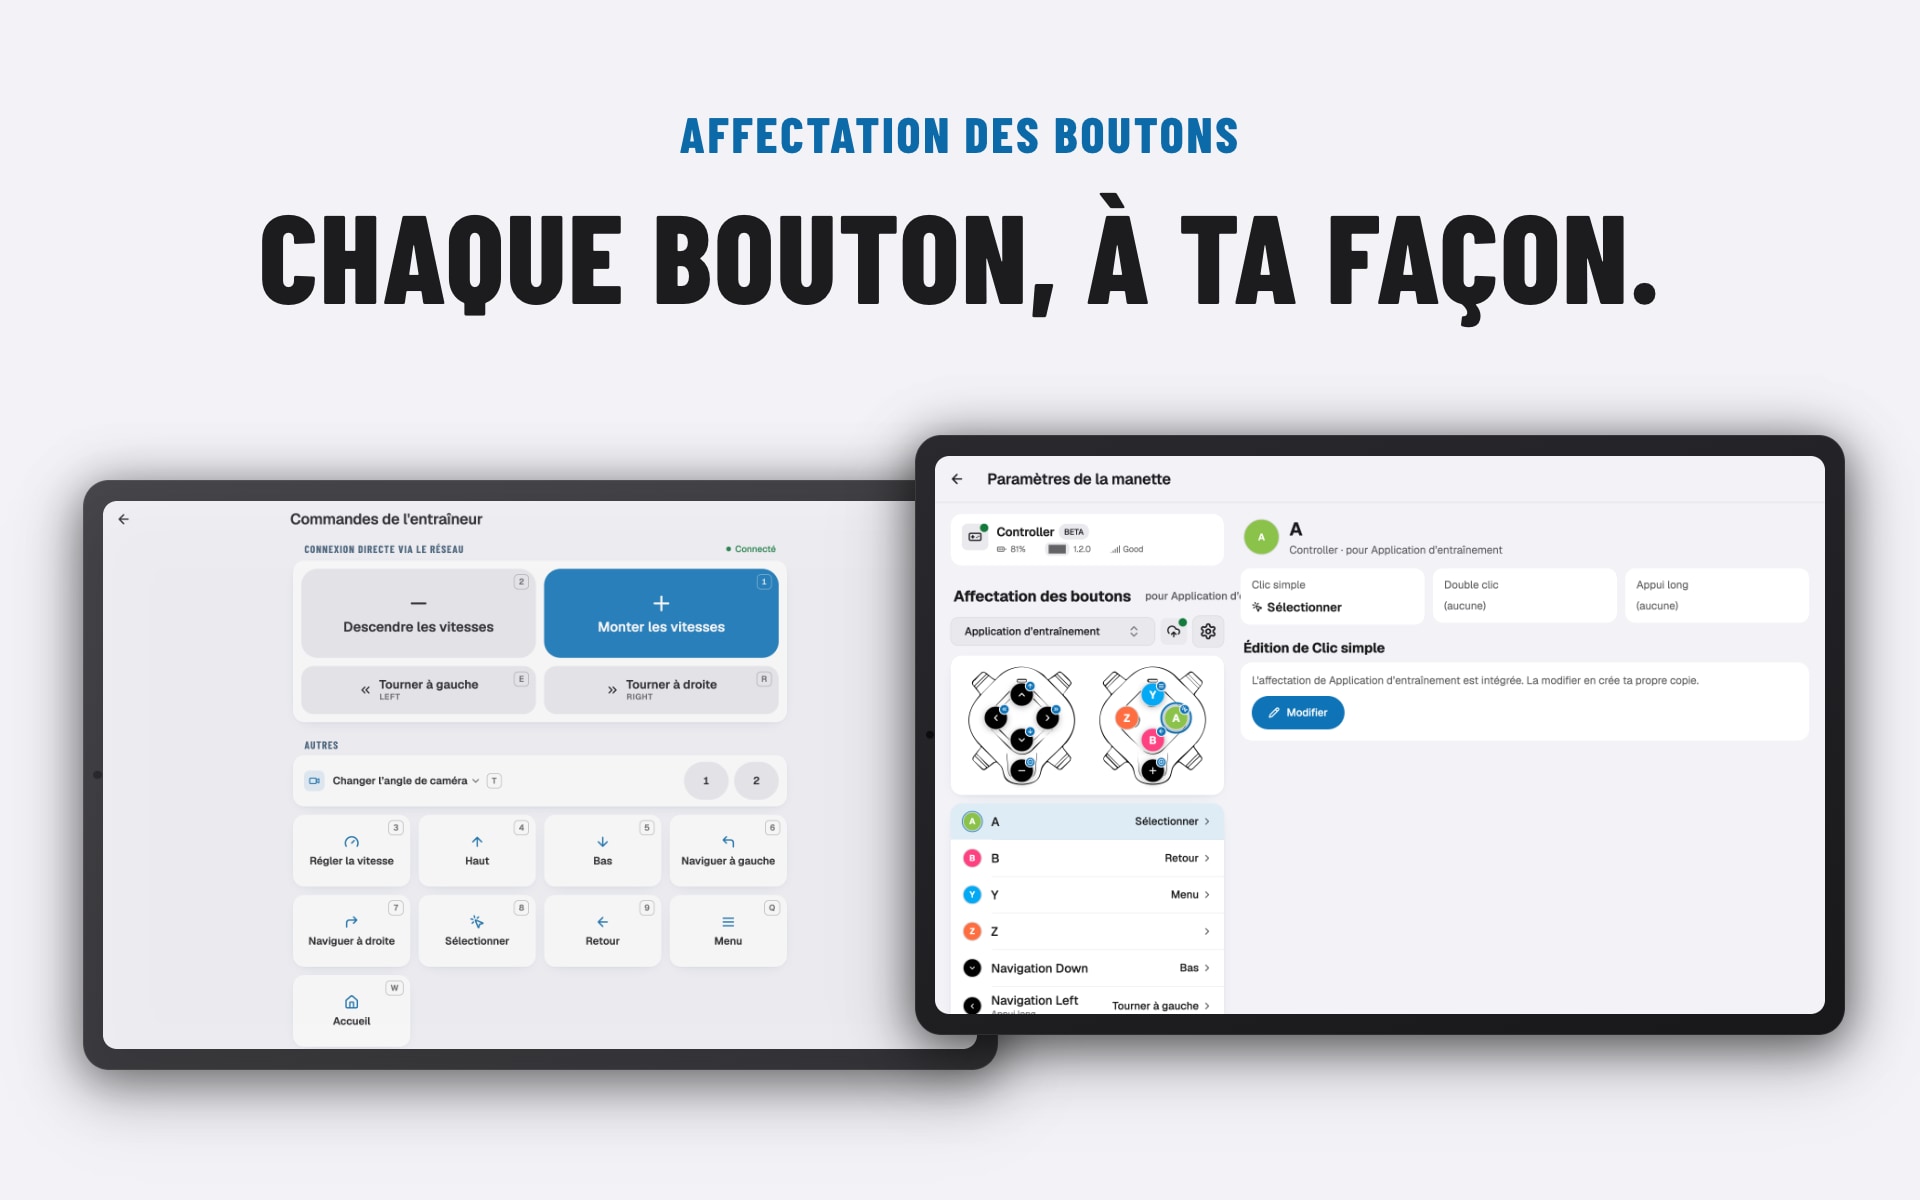 AFFECTATION DES BOUTONS
CHAQUE BOUTON, À TA FAÇON.
Commandes de l'entraîneur
CONNEXION DIRECTE VIA LE RÉSEAU
Connecté
2
Descendre les vitesses
1
Monter les vitesses
Tourner à gauche
LEFT
E
Tourner à droite
RIGHT
R
AUTRES
Changer l'angle de caméra
T
1
2
3
Régler la vitesse
4
Haut
5
Bas
6
Naviguer à gauche
7
Naviguer à droite
8
Sélectionner
9
Retour
Q
Menu
W
Accueil
Paramètres de la manette
Controller BETA
81% 1.2.0 Good
Affectation des boutons pour Application d'
Application d'entraînement
Y
Z
A
B
A A Sélectionner
B B Retour
Y Y Menu
Z Z
Navigation Down Bas
Navigation Left Tourner à gauche
Appui long
A
A
Controller · pour Application d'entraînement
Clic simple
Sélectionner
Double clic
(aucune)
Appui long
(aucune)
Édition de Clic simple
L'affectation de Application d'entraînement est intégrée. La modifier en crée ta propre copie.
Modifier